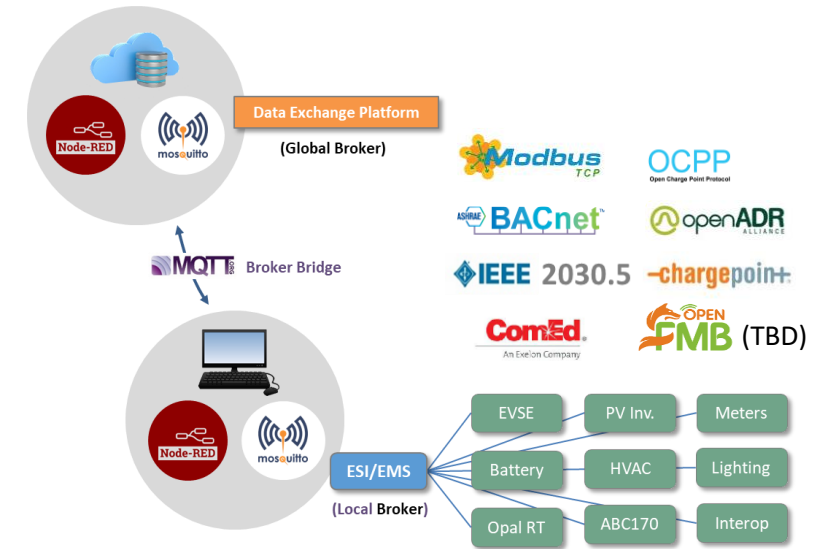 Node-RED
mosquitto
Data Exchange Platform
(Global Broker)
MQTT.org
Broker Bridge
Modbus
TCP
OCPP
Open Charge Point Protocol
ASHRAE BACnet™
openADR
ALLIANCE
IEEE 2030.5
-chargepoin+.
ComEd®
An Exelon Company
OPEN
FMB (TBD)
Node-RED
mosquitto
ESI/EMS
(Local Broker)
EVSE
PV Inv.
Meters
Battery
HVAC
Lighting
Opal RT
ABC170
Interop